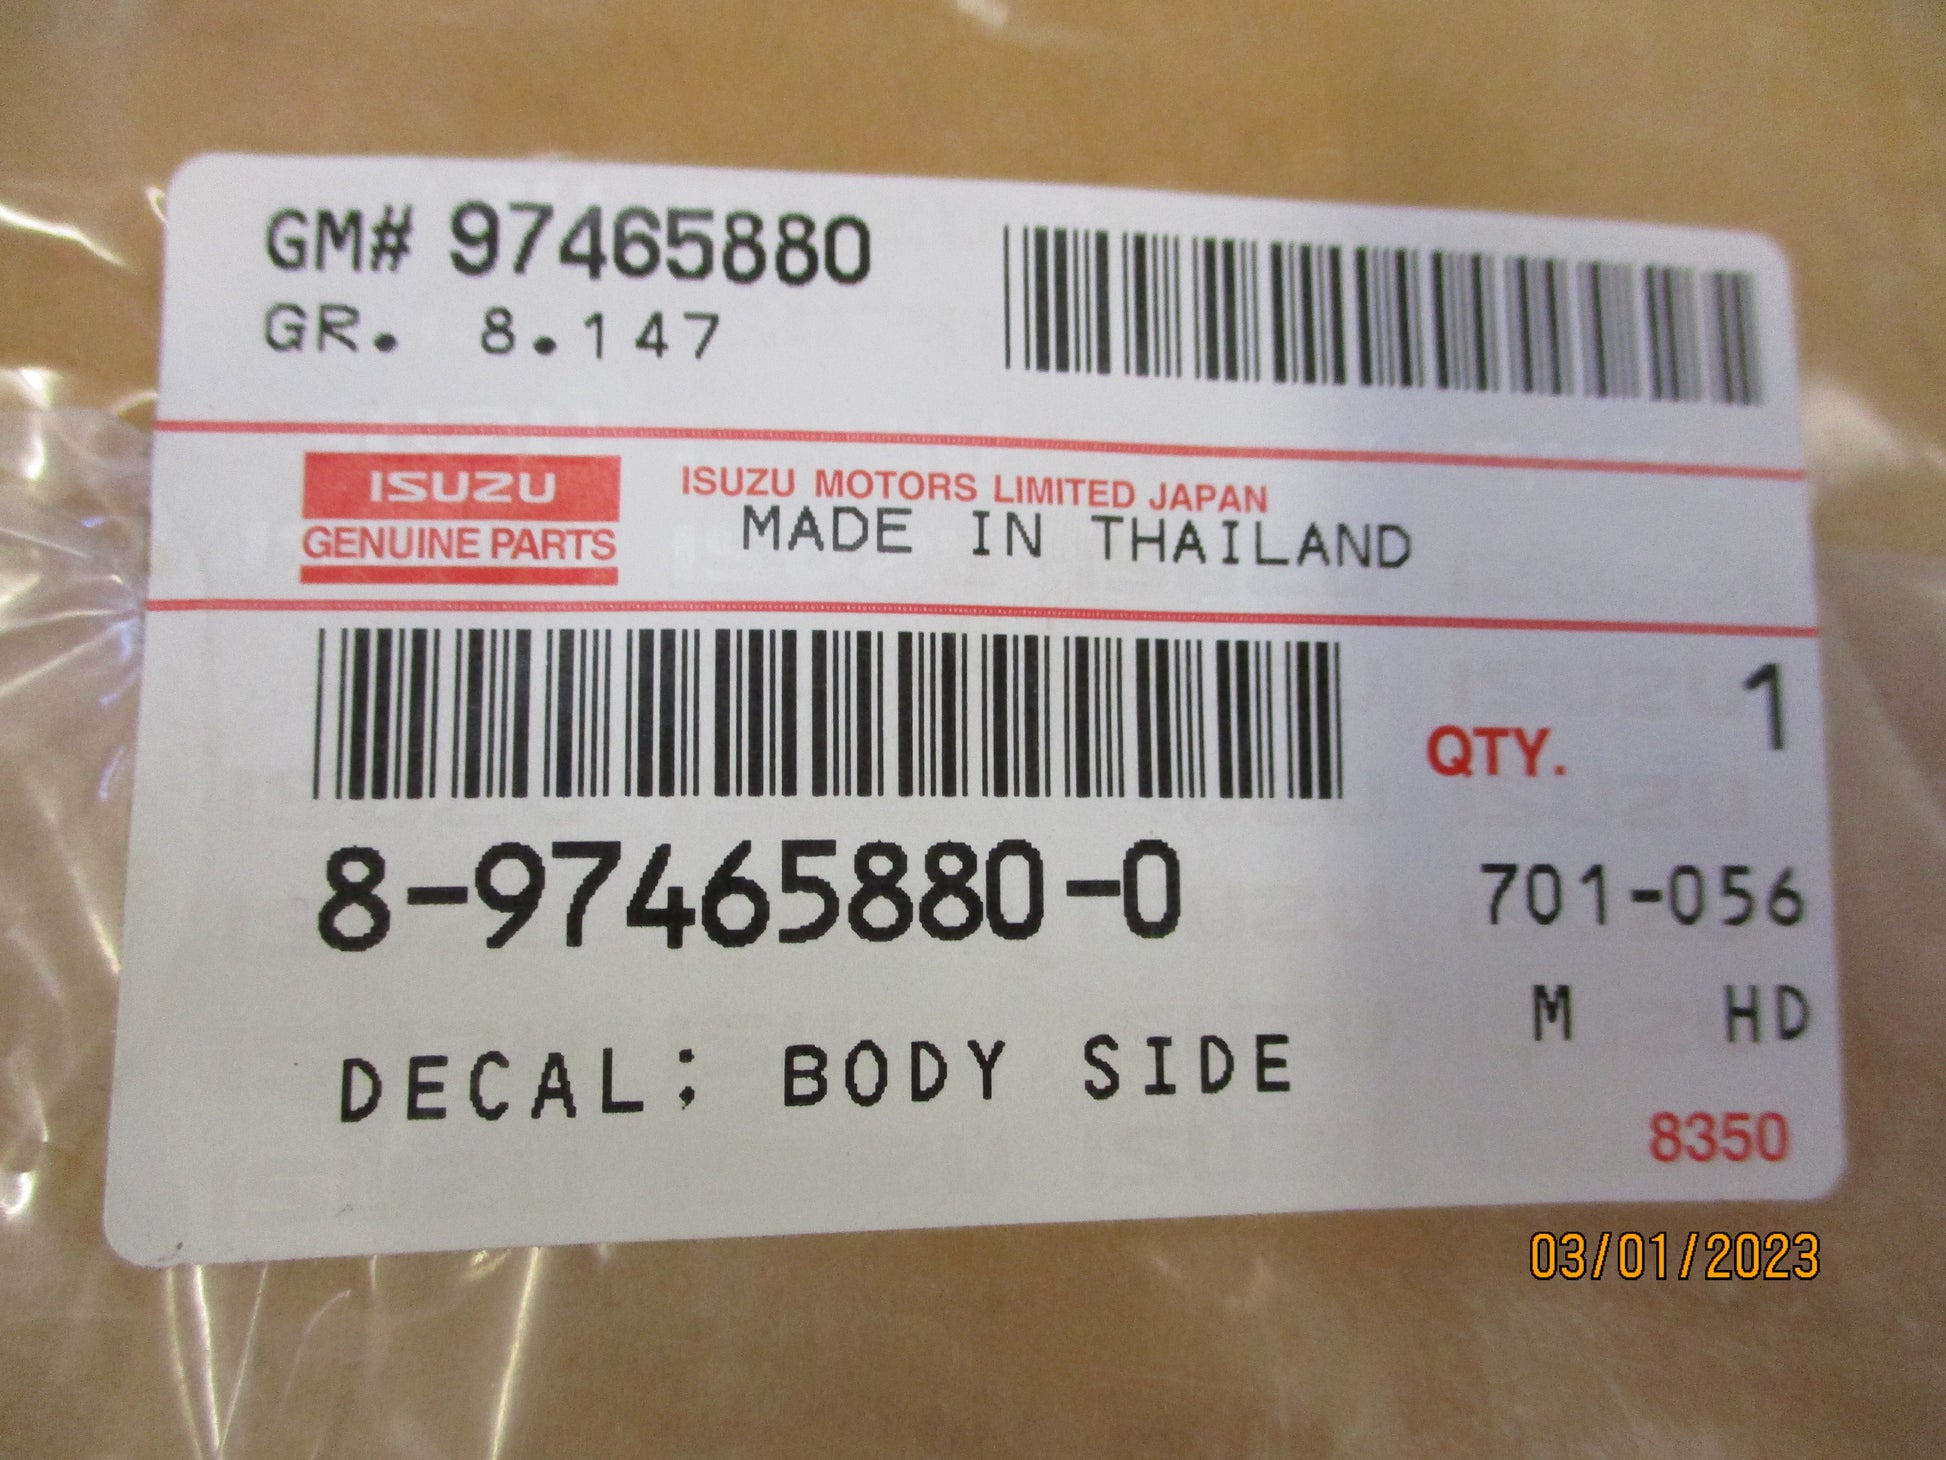 GM# 97465880
GR. 8.147
ISUZU
GENUINE PARTS
ISUZU MOTORS LIMITED JAPAN
MADE IN THAILAND
QTY. 1
8-97465880-0
701-056
M HD
DECAL; BODY SIDE
8350
03/01/2023